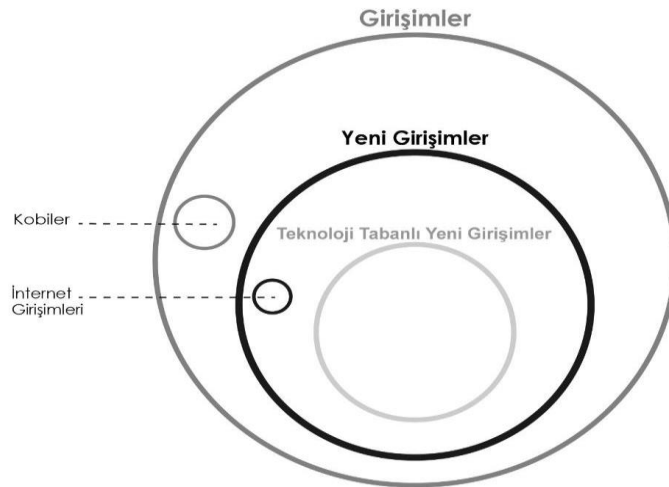 Girişimler
Yeni Girişimler
Teknoloji Tabanlı Yeni Girişimler
Kobiler
İnternet
Girişimleri